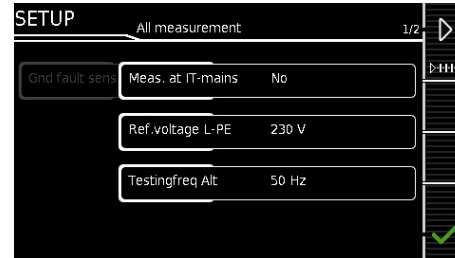 SETUP
All measurement
1/2
Gnd fault sens
Meas. at IT-mains No
Ref.voltage L-PE 230 V
Testingfreq Alt 50 Hz